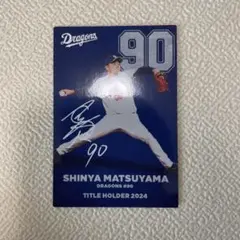 Dragons
90
90
SHINYA MATSUYAMA
DRAGONS #90
TITLE HOLDER 2024